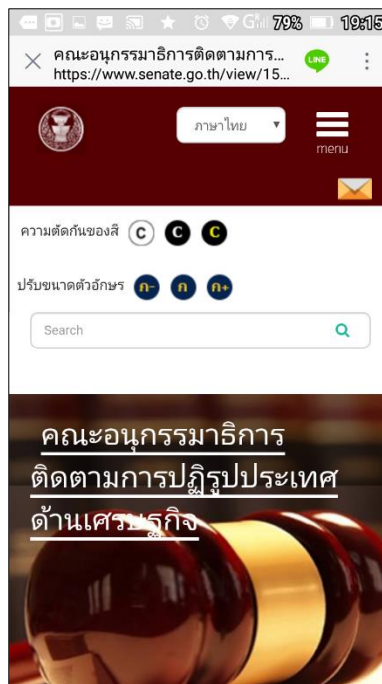 79% 19:15
คณะอนุกรรมาธิการติดตามการ...
https://www.senate.go.th/view/15...
LINE
ภาษาไทย
menu
ความตัดกันของสี C C C
ปรับขนาดตัวอักษร ก- ก ก+
Search
คณะอนุกรรมาธิการ
ติดตามการปฏิรูปประเทศ
ด้านเศรษฐกิจ